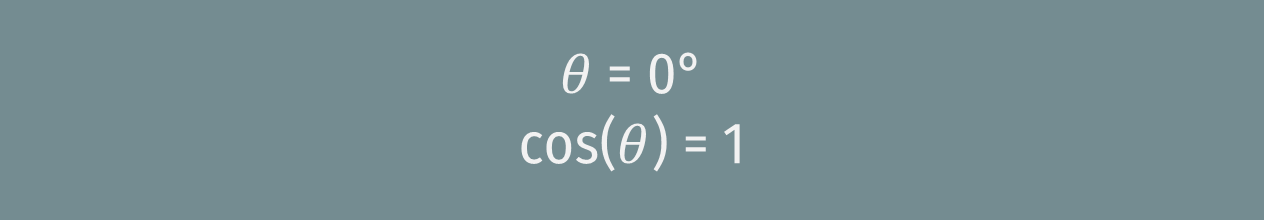 θ = 0°
cos(θ) = 1